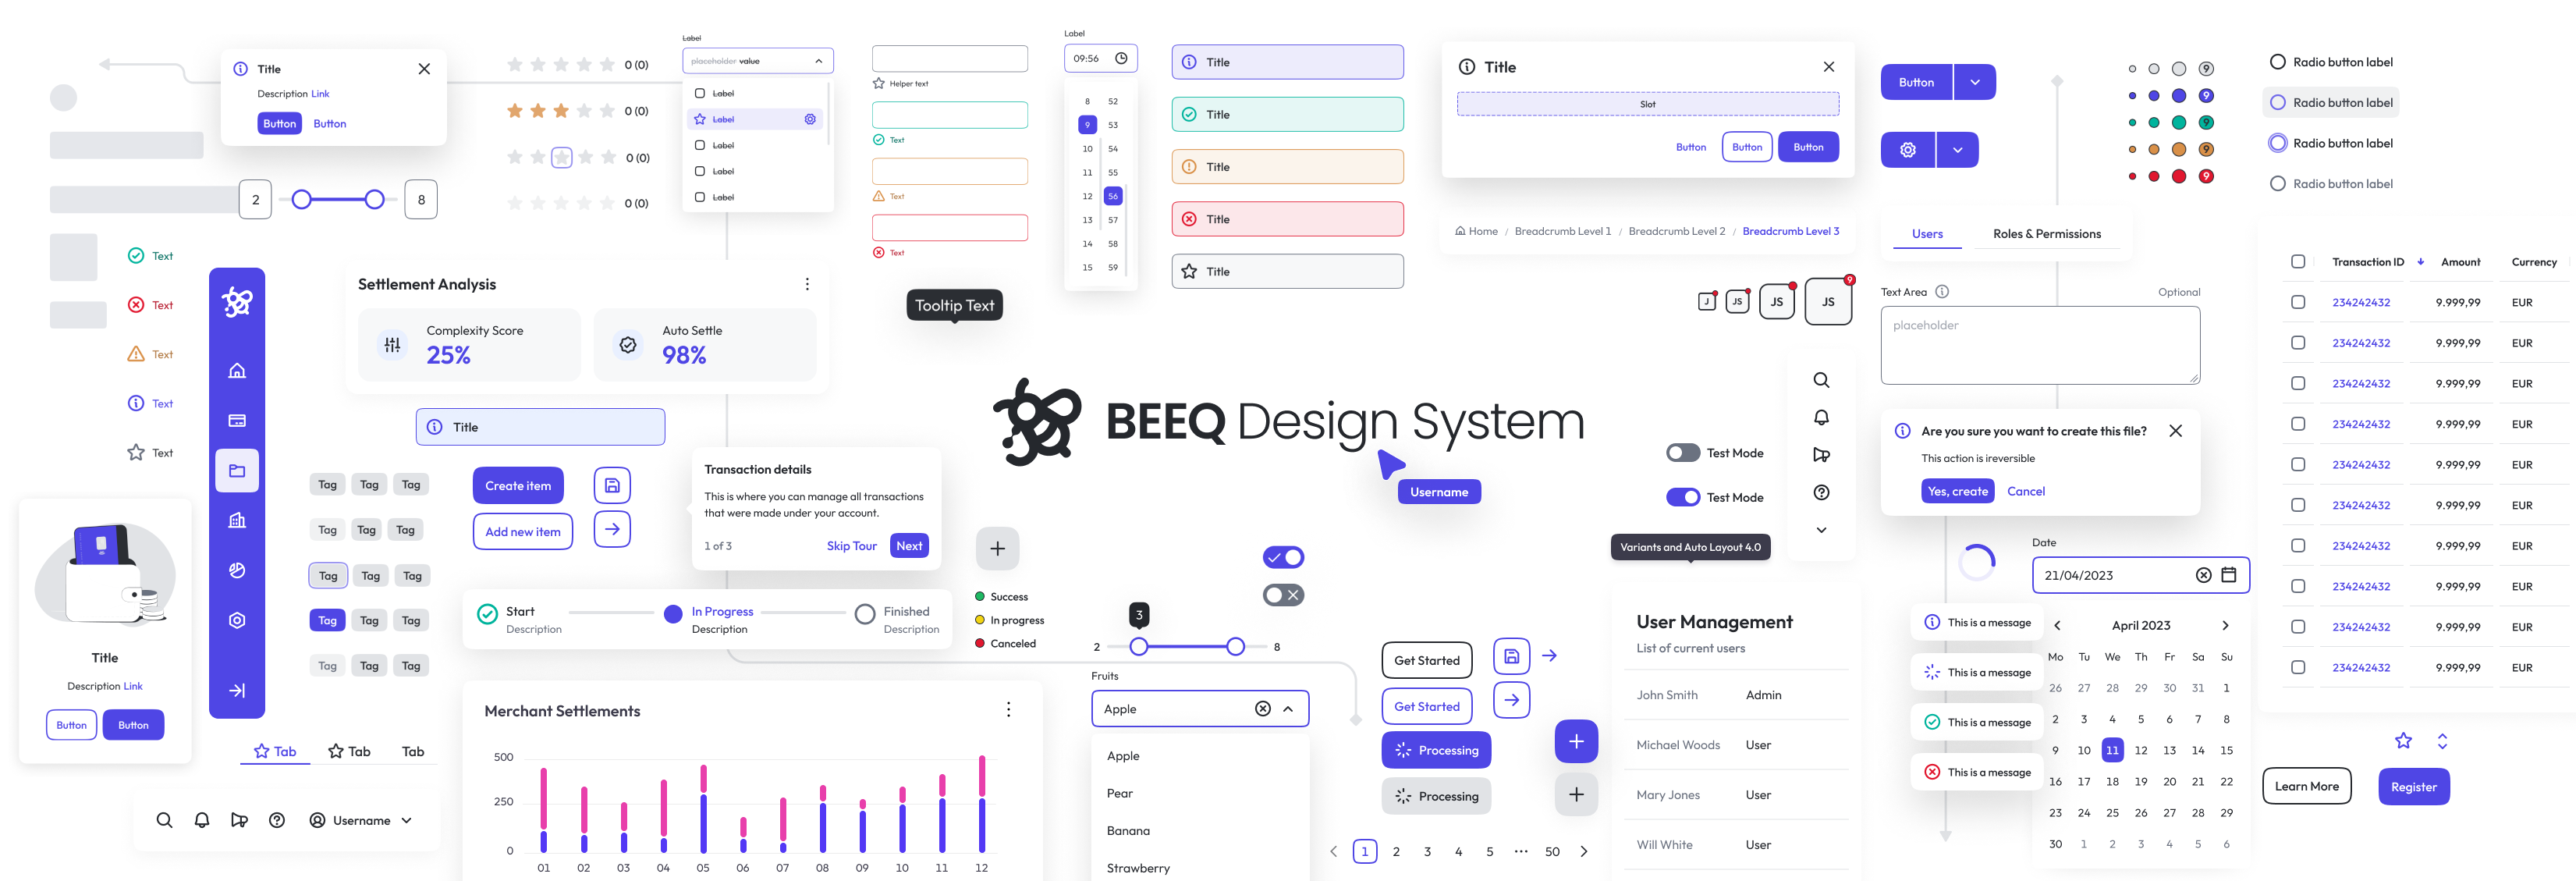 Title
Description Link
Button Button
2 8
Text
Text
Text
Text
Text
Title
Description Link
Button Button
Tab Tab Tab
Username
0 (0)
0 (0)
0 (0)
0 (0)
Label
placeholder value
Label
Label
Label
Label
Label
Helper text
Text
Text
Text
Label
09:56
8 52
9 53
10 54
11 55
12 56
13 57
14 58
15 59
Title
Title
Title
Title
Title
Tooltip Text
Settlement Analysis
Complexity Score
25%
Auto Settle
98%
Title
Tag Tag Tag
Tag Tag Tag
Tag Tag Tag
Tag Tag Tag
Tag Tag Tag
Create item
Add new item
Transaction details
This is where you can manage all transactions
that were made under your account.
1 of 3 Skip Tour Next
Start
Description
In Progress
Description
Finished
Description
Success
In progress
Canceled
Merchant Settlements
500
250
0
01 02 03 04 05 06 07 08 09 10 11 12
BEEQ Design System
Username
3
2 8
Fruits
Apple
Apple
Pear
Banana
Strawberry
Get Started
Get Started
Processing
Processing
1 2 3 4 5 ··· 50
Title
Slot
Button Button Button
Home / Breadcrumb Level 1 / Breadcrumb Level 2 / Breadcrumb Level 3
J JS JS JS 9
Test Mode
Test Mode
Variants and Auto Layout 4.0
User Management
List of current users
John Smith Admin
Michael Woods User
Mary Jones User
Will White User
Button
9
9
9
9
9
Radio button label
Radio button label
Radio button label
Radio button label
Users Roles & Permissions
Text Area Optional
placeholder
Are you sure you want to create this file?
This action is ireversible
Yes, create Cancel
Date
21/04/2023
This is a message
This is a message
This is a message
This is a message
April 2023
Mo Tu We Th Fr Sa Su
26 27 28 29 30 31 1
2 3 4 5 6 7 8
9 10 11 12 13 14 15
16 17 18 19 20 21 22
23 24 25 26 27 28 29
30 1 2 3 4 5 6
Transaction ID Amount Currency
234242432 9.999,99 EUR
234242432 9.999,99 EUR
234242432 9.999,99 EUR
234242432 9.999,99 EUR
234242432 9.999,99 EUR
234242432 9.999,99 EUR
234242432 9.999,99 EUR
234242432 9.999,99 EUR
234242432 9.999,99 EUR
234242432 9.999,99 EUR
Learn More
Register